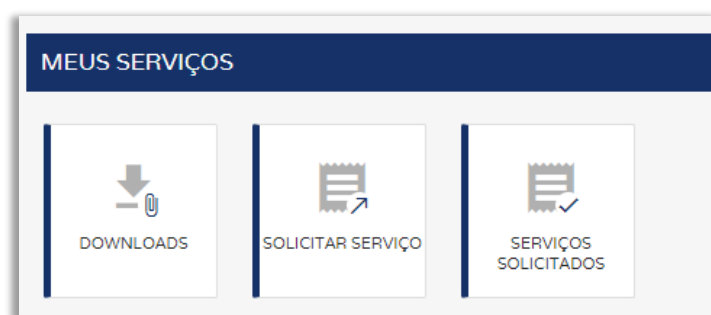 MEUS SERVIÇOS
DOWNLOADS
SOLICITAR SERVIÇO
SERVIÇOS
SOLICITADOS